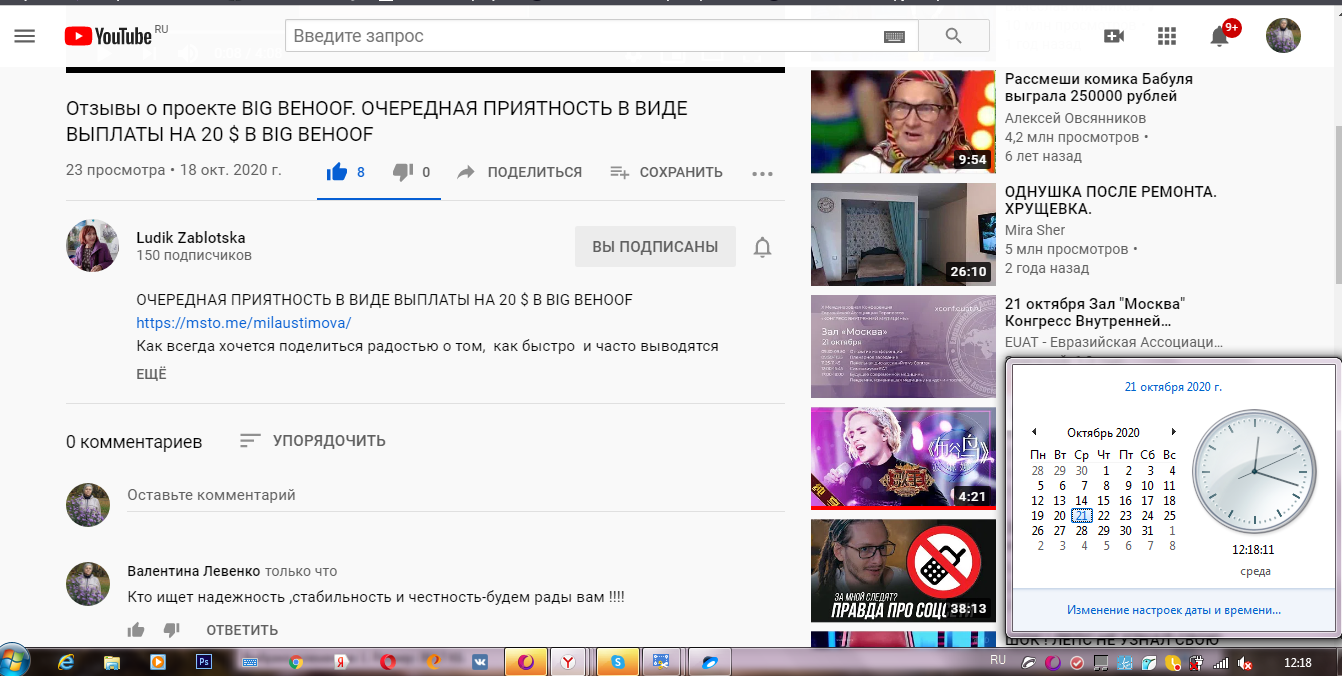 YouTube RU
Введите запрос
9+
Отзывы о проекте BIG BEHOOF. ОЧЕРЕДНАЯ ПРИЯТНОСТЬ В ВИДЕ
ВЫПЛАТЫ НА 20 $ В BIG BEHOOF
23 просмотра • 18 окт. 2020 г.
8
0
ПОДЕЛИТЬСЯ
СОХРАНИТЬ
Ludik Zablotska
150 подписчиков
ВЫ ПОДПИСАНЫ
ОЧЕРЕДНАЯ ПРИЯТНОСТЬ В ВИДЕ ВЫПЛАТЫ НА 20 $ В BIG BEHOOF
https://msto.me/milaustimova/
Как всегда хочется поделиться радостью о том, как быстро и часто выводятся
ЕЩЁ
0 комментариев
УПОРЯДОЧИТЬ
Оставьте комментарий
Валентина Левенко только что
Кто ищет надежность ,стабильность и честность-будем рады вам !!!!
ОТВЕТИТЬ
9:54
Рассмеши комика Бабуля
выграла 250000 рублей
Алексей Овсянников
4,2 млн просмотров •
6 лет назад
26:10
ОДНУШКА ПОСЛЕ РЕМОНТА.
ХРУЩЕВКА.
Mira Sher
5 млн просмотров •
2 года назад
Зал «Москва»
21 октября
21 октября Зал "Москва"
Конгресс Внутренней...
EUAT - Евразийская Ассоциаци...
4:21
ЗА МНОЙ СЛЕДЯТ?
ПРАВДА ПРО СОЦС
38:13
ШОК ! ЛЕПС НЕ УЗНАЛ СВОЮ
21 октября 2020 г.
Октябрь 2020
Пн Вт Ср Чт Пт Сб Вс
28 29 30 1 2 3 4
5 6 7 8 9 10 11
12 13 14 15 16 17 18
19 20 21 22 23 24 25
26 27 28 29 30 31 1
2 3 4 5 6 7 8
12:18:11
среда
Изменение настроек даты и времени...
Ps
RU
12:18